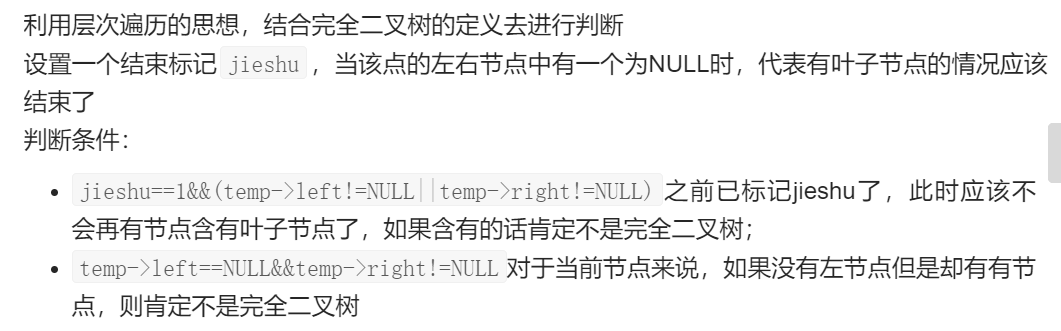 利用层次遍历的思想，结合完全二叉树的定义去进行判断
设置一个结束标记 jieshu ，当该点的左右节点中有一个为NULL时，代表有叶子节点的情况应该
结束了
判断条件：
jieshu==1&&(temp->left!=NULL||temp->right!=NULL) 之前已标记jieshu了，此时应该不
会再有节点含有叶子节点了，如果含有的话肯定不是完全二叉树；
temp->left==NULL&&temp->right!=NULL 对于当前节点来说，如果没有左节点但是却有有节
点，则肯定不是完全二叉树